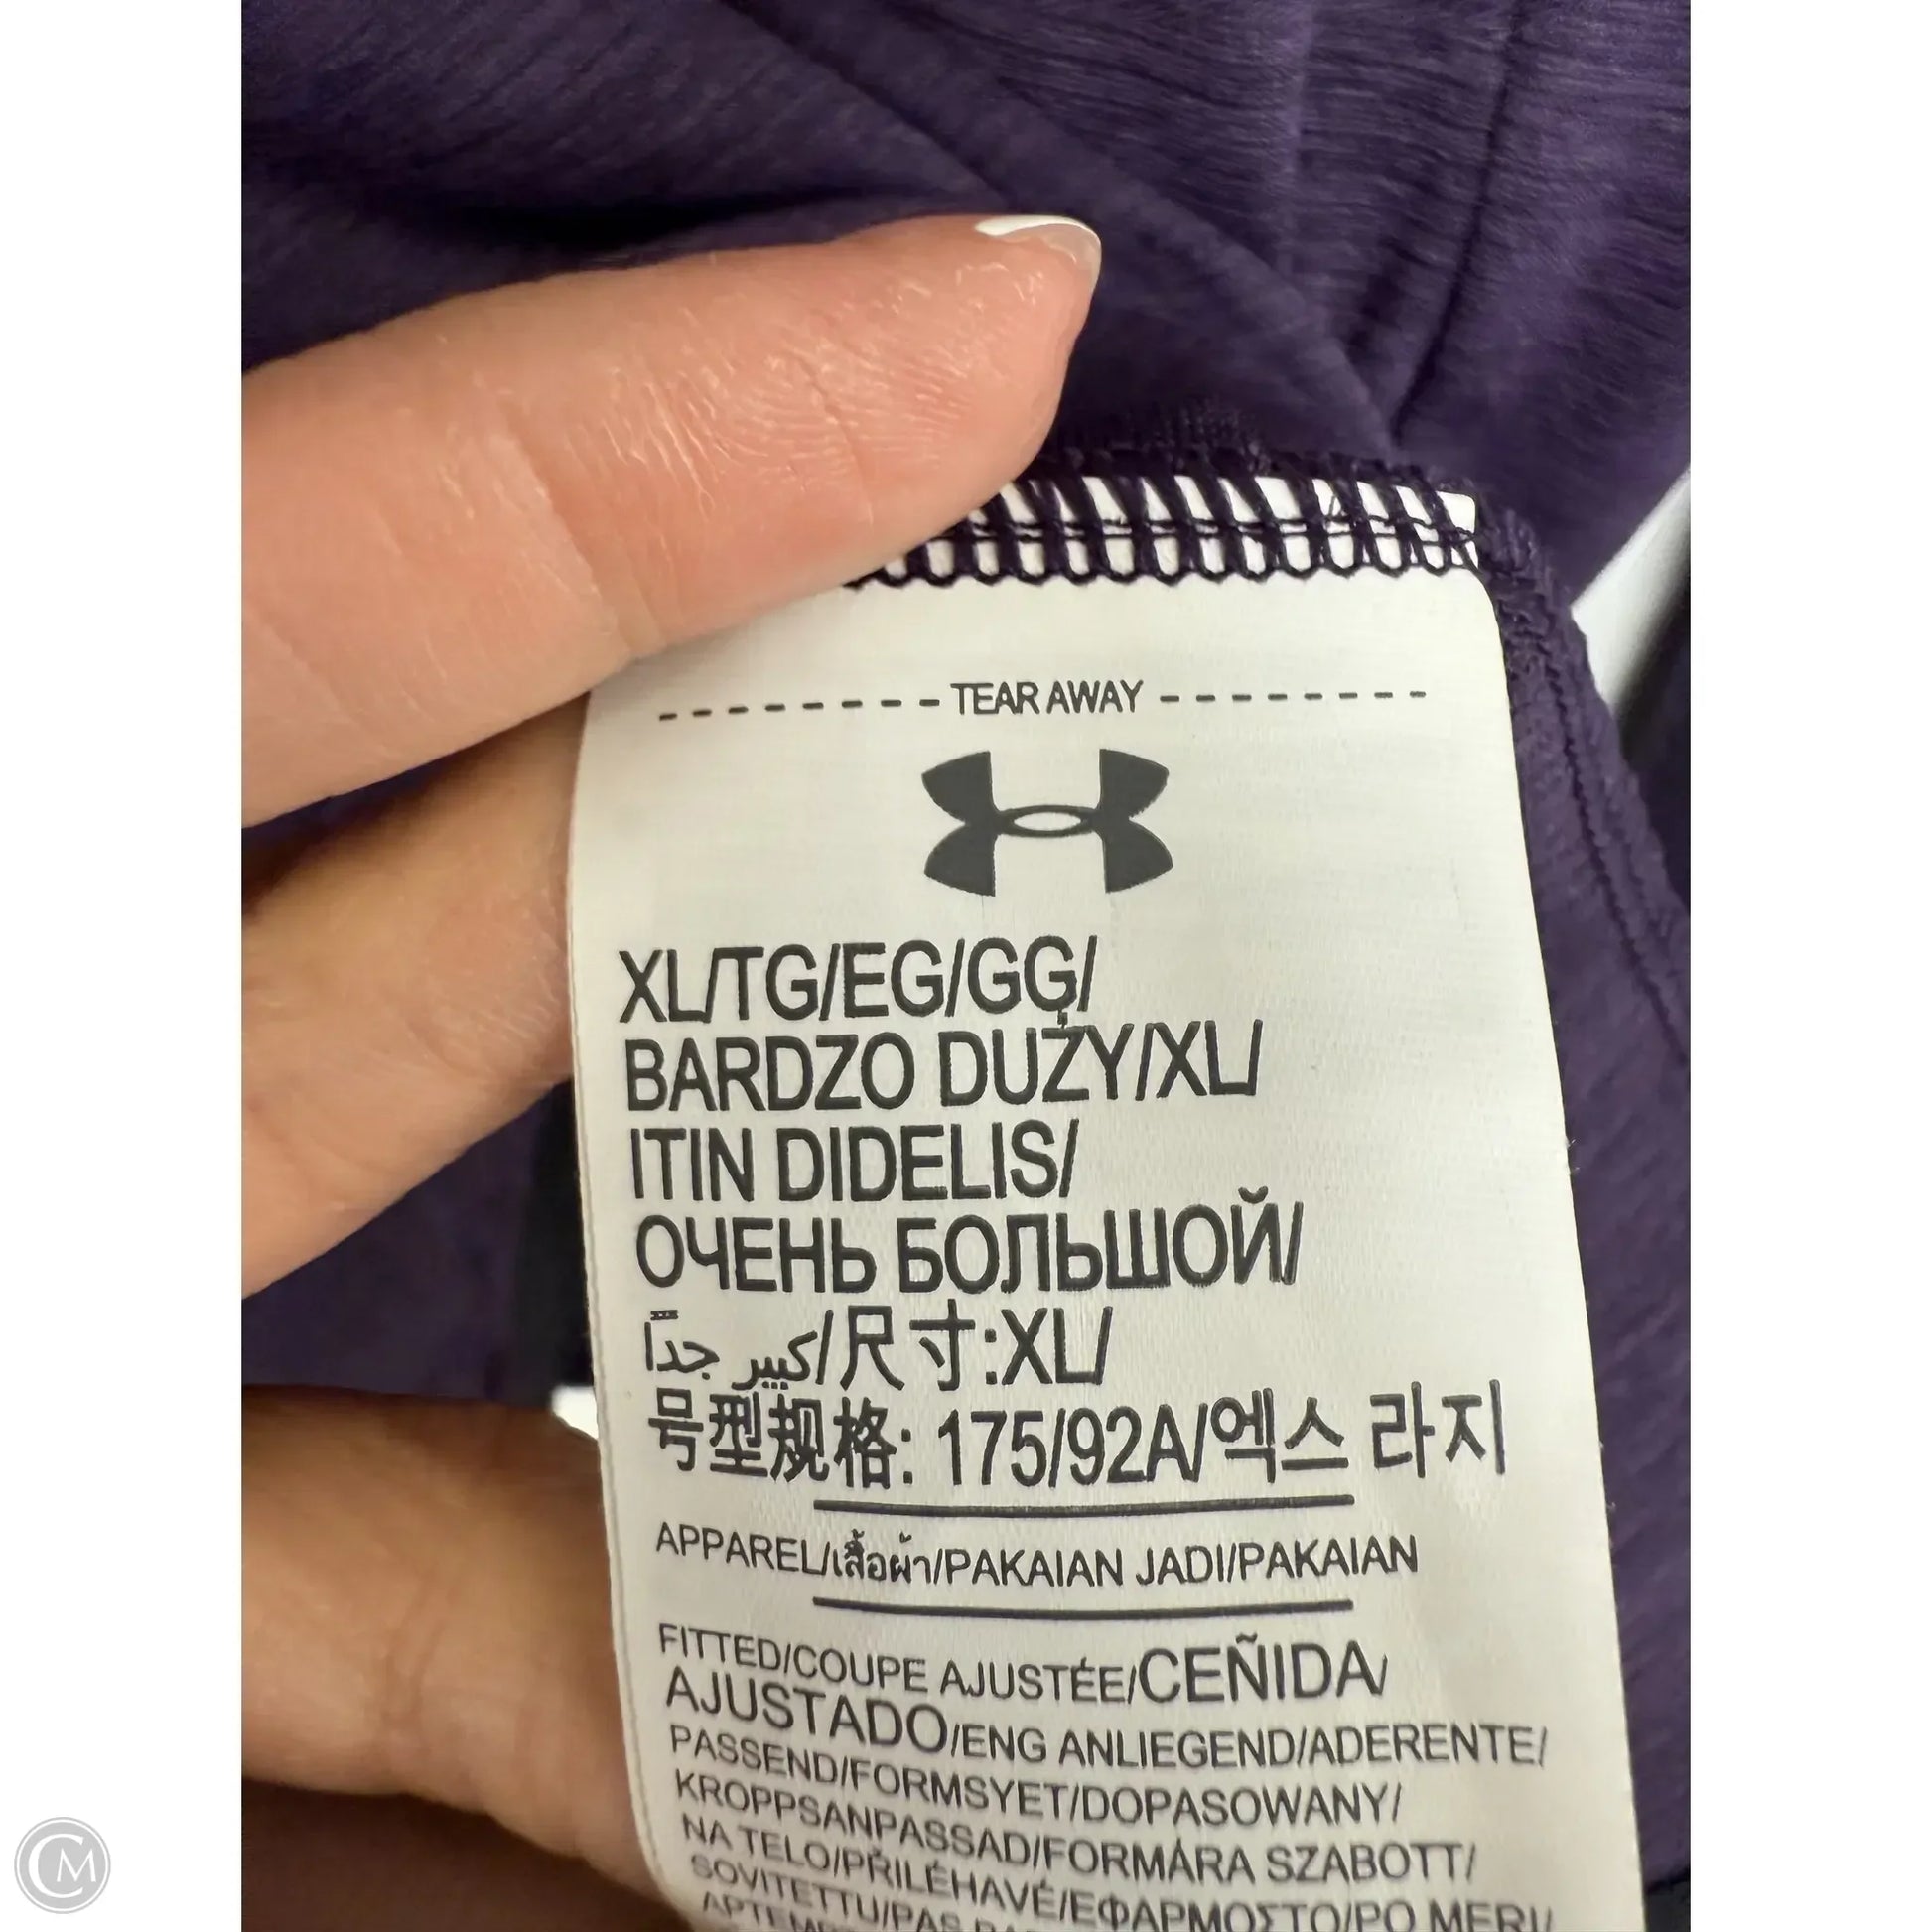 TEAR AWAY
XL/TG/EG/GG/
BARDZO DUŻY/XL/
ITIN DIDELIS/
ОЧЕНЬ БОЛЬШОЙ/
كبير جداً/尺寸:XL/
号型规格: 175/92A/엑스 라지
APPAREL/เสื้อผ้า/PAKAIAN JADI/PAKAIAN
FITTED/COUPE AJUSTÉE/CEÑIDA/
AJUSTADO/ENG ANLIEGEND/ADERENTE/
PASSEND/FORMSYET/DOPASOWANY/
KROPPSANPASSAD/FORMÁRA SZABOTT/
NA TELO/PŘILÉHAVÉ/ΕΦΑΡΜΟΣΤΟ/PO MERI/
SOVITETTU/PAS
CM